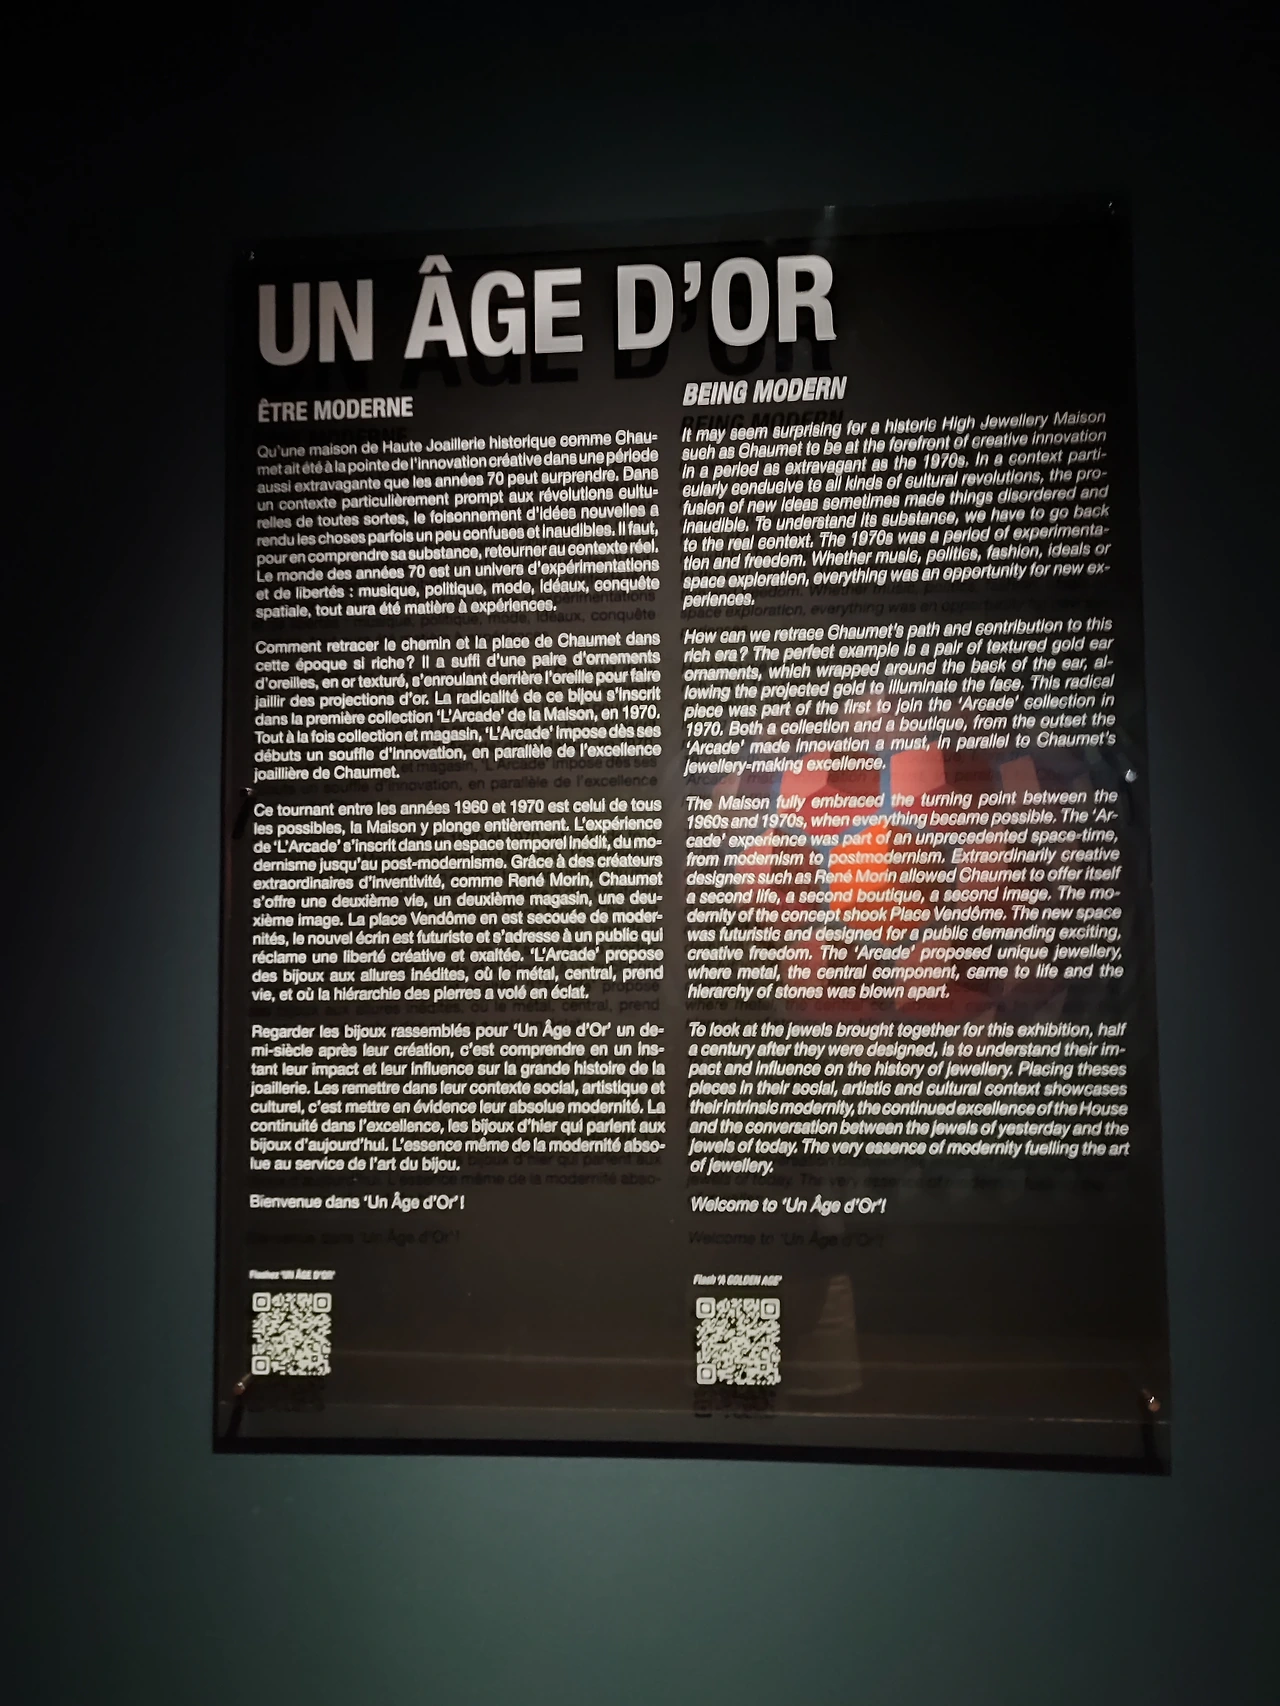 UN ÂGE D'OR
ÊTRE MODERNE
Qu'une maison de Haute Joaillerie historique comme Chau-
met ait été à la pointe de l'innovation créative dans une période
aussi extravagante que les années 70 peut surprendre. Dans
un contexte particulièrement prompt aux révolutions cultu-
relles de toutes sortes, le foisonnement d'idées nouvelles a
rendu les choses parfois un peu confuses et inaudibles. Il faut,
pour en comprendre sa substance, retourner au contexte réel.
Le monde des années 70 est un univers d'expérimentations
et de libertés : musique, politique, mode, idéaux, conquête
spatiale, tout aura été matière à expériences.
Comment retracer le chemin et la place de Chaumet dans
cette époque si riche? Il a suffi d'une paire d'ornements
d'oreilles, en or texturé, s'enroulant derrière l'oreille pour faire
jaillir des projections d'or. La radicalité de ce bijou s'inscrit
dans la première collection 'L'Arcade' de la Maison, en 1970.
Tout à la fois collection et magasin, 'L'Arcade' impose dès ses
débuts un souffle d'innovation, en parallèle de l'excellence
joaillière de Chaumet.
Ce tournant entre les années 1960 et 1970 est celui de tous
les possibles, la Maison y plonge entièrement. L'expérience
de 'L'Arcade' s'inscrit dans un espace temporel inédit, du mo-
dernisme jusqu'au post-modernisme. Grâce à des créateurs
extraordinaires d'inventivité, comme René Morin, Chaumet
s'offre une deuxième vie, un deuxième magasin, une deu-
xième image. La place Vendôme en est secouée de moder-
nités, le nouvel écrin est futuriste et s'adresse à un public qui
réclame une liberté créative et exaltée. 'L'Arcade' propose
des bijoux aux allures inédites, où le métal, central, prend
vie, et où la hiérarchie des pierres a volé en éclat.
Regarder les bijoux rassemblés pour 'Un Âge d'Or' un de-
mi-siècle après leur création, c'est comprendre en un ins-
tant leur impact et leur influence sur la grande histoire de la
joaillerie. Les remettre dans leur contexte social, artistique et
culturel, c'est mettre en évidence leur absolue modernité. La
continuité dans l'excellence, les bijoux d'hier qui parlent aux
bijoux d'aujourd'hui. L'essence même de la modernité abso-
lue au service de l'art du bijou.
Bienvenue dans 'Un Âge d'Or'!
Flasher 'UN ÂGE D'OR'
BEING MODERN
It may seem surprising for a historic High Jewellery Maison
such as Chaumet to be at the forefront of creative innovation
in a period as extravagant as the 1970s. In a context parti-
cularly conducive to all kinds of cultural revolutions, the pro-
fusion of new ideas sometimes made things disordered and
inaudible. To understand its substance, we have to go back
to the real context. The 1970s was a period of experimenta-
tion and freedom. Whether music, politics, fashion, ideals or
space exploration, everything was an opportunity for new ex-
periences.
How can we retrace Chaumet's path and contribution to this
rich era? The perfect example is a pair of textured gold ear
ornaments, which wrapped around the back of the ear, al-
lowing the projected gold to illuminate the face. This radical
piece was part of the first to join the 'Arcade' collection in
1970. Both a collection and a boutique, from the outset the
'Arcade' made innovation a must, in parallel to Chaumet's
jewellery-making excellence.
The Maison fully embraced the turning point between the
1960s and 1970s, when everything became possible. The 'Ar-
cade' experience was part of an unprecedented space-time,
from modernism to postmodernism. Extraordinarily creative
designers such as René Morin allowed Chaumet to offer itself
a second life, a second boutique, a second image. The mo-
dernity of the concept shook Place Vendôme. The new space
was futuristic and designed for a public demanding exciting,
creative freedom. The 'Arcade' proposed unique jewellery,
where metal, the central component, came to life and the
hierarchy of stones was blown apart.
To look at the jewels brought together for this exhibition, half
a century after they were designed, is to understand their im-
pact and influence on the history of jewellery. Placing theses
pieces in their social, artistic and cultural context showcases
their intrinsic modernity, the continued excellence of the House
and the conversation between the jewels of yesterday and the
jewels of today. The very essence of modernity fuelling the art
of jewellery.
Welcome to 'Un Âge d'Or'!
Flash 'A GOLDEN AGE'